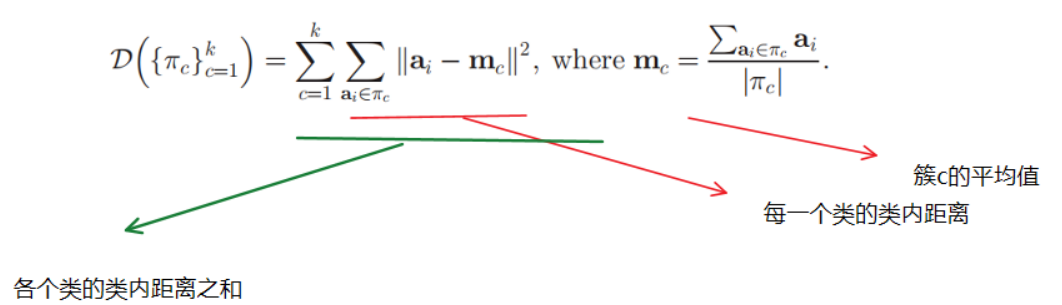 $\mathcal{D}\left(\{\pi_c\}_{c=1}^{k}\right) = \sum_{c=1}^{k} \sum_{\mathbf{a}_i \in \pi_c} \|\mathbf{a}_i - \mathbf{m}_c\|^2, \text{ where } \mathbf{m}_c = \frac{\sum_{\mathbf{a}_i \in \pi_c} \mathbf{a}_i}{|\pi_c|}.$
簇c的平均值
每一个类的类内距离
各个类的类内距离之和